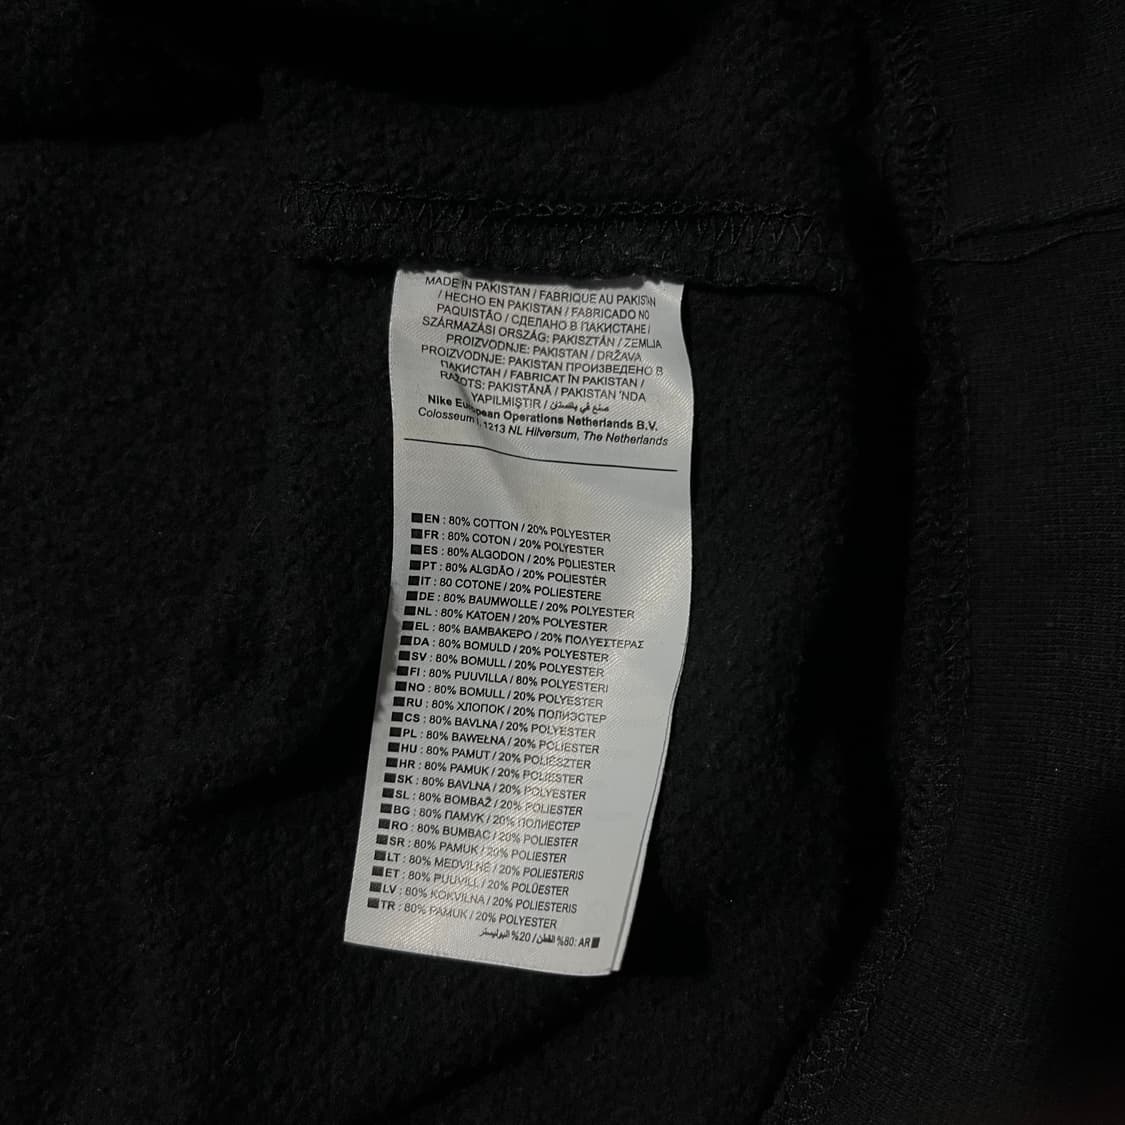 MADE IN PAKISTAN / FABRIQUE AU PAKISTAN
/ HECHO EN PAKISTAN / FABRICADO NO
PAQUISTÃO / СДЕЛАНО В ПАКИСТАНЕ /
SZÁRMAZÁSI ORSZÁG: PAKISZTÁN / ZEMLJA
PROIZVODNJE: PAKISTAN / DRŽAVA
PROIZVODNJE: PAKISTAN ПРОИЗВЕДЕНО В
ПАКИСТАН / FABRICAT ÎN PAKISTAN /
RAŽOTS: PAKISTĀNĀ / PAKISTAN 'NDA
YAPILMIŞTIR / صنع في باكستان
Nike European Operations Netherlands B.V.
Colosseum 1, 1213 NL Hilversum, The Netherlands
EN : 80% COTTON / 20% POLYESTER
FR : 80% COTON / 20% POLYESTER
ES : 80% ALGODON / 20% POLIESTER
PT : 80% ALGDÃO / 20% POLIESTÉR
IT : 80 COTONE / 20% POLIESTERE
DE : 80% BAUMWOLLE / 20% POLYESTER
NL : 80% KATOEN / 20% POLYESTER
EL : 80% BAMBAKEPO / 20% ΠΟΛΥΕΣΤΕΡΑΣ
DA : 80% BOMULD / 20% POLYESTER
SV : 80% BOMULL / 20% POLYESTER
FI : 80% PUUVILLA / 80% POLYESTERI
NO : 80% BOMULL / 20% POLYESTER
RU : 80% ХЛОПОК / 20% ПОЛИЭСТЕР
CS : 80% BAVLNA / 20% POLYESTER
PL : 80% BAWEŁNA / 20% POLIESTER
HU : 80% PAMUT / 20% POLIESZTER
HR : 80% PAMUK / 20% POLIESTER
SK : 80% BAVLNA / 20% POLYESTER
SL : 80% BOMBAŽ / 20% POLIESTER
BG : 80% ПАМУК / 20% ПОЛИЕСТЕР
RO : 80% BUMBAC / 20% POLIESTER
SR : 80% PAMUK / 20% POLIESTER
LT : 80% MEDVILNĖ / 20% POLIESTERIS
ET : 80% PUUVILL / 20% POLÜESTER
LV : 80% KOKVILNA / 20% POLIESTERIS
TR : 80% PAMUK / 20% POLYESTER
AR :80% القطن / 20% البوليستر